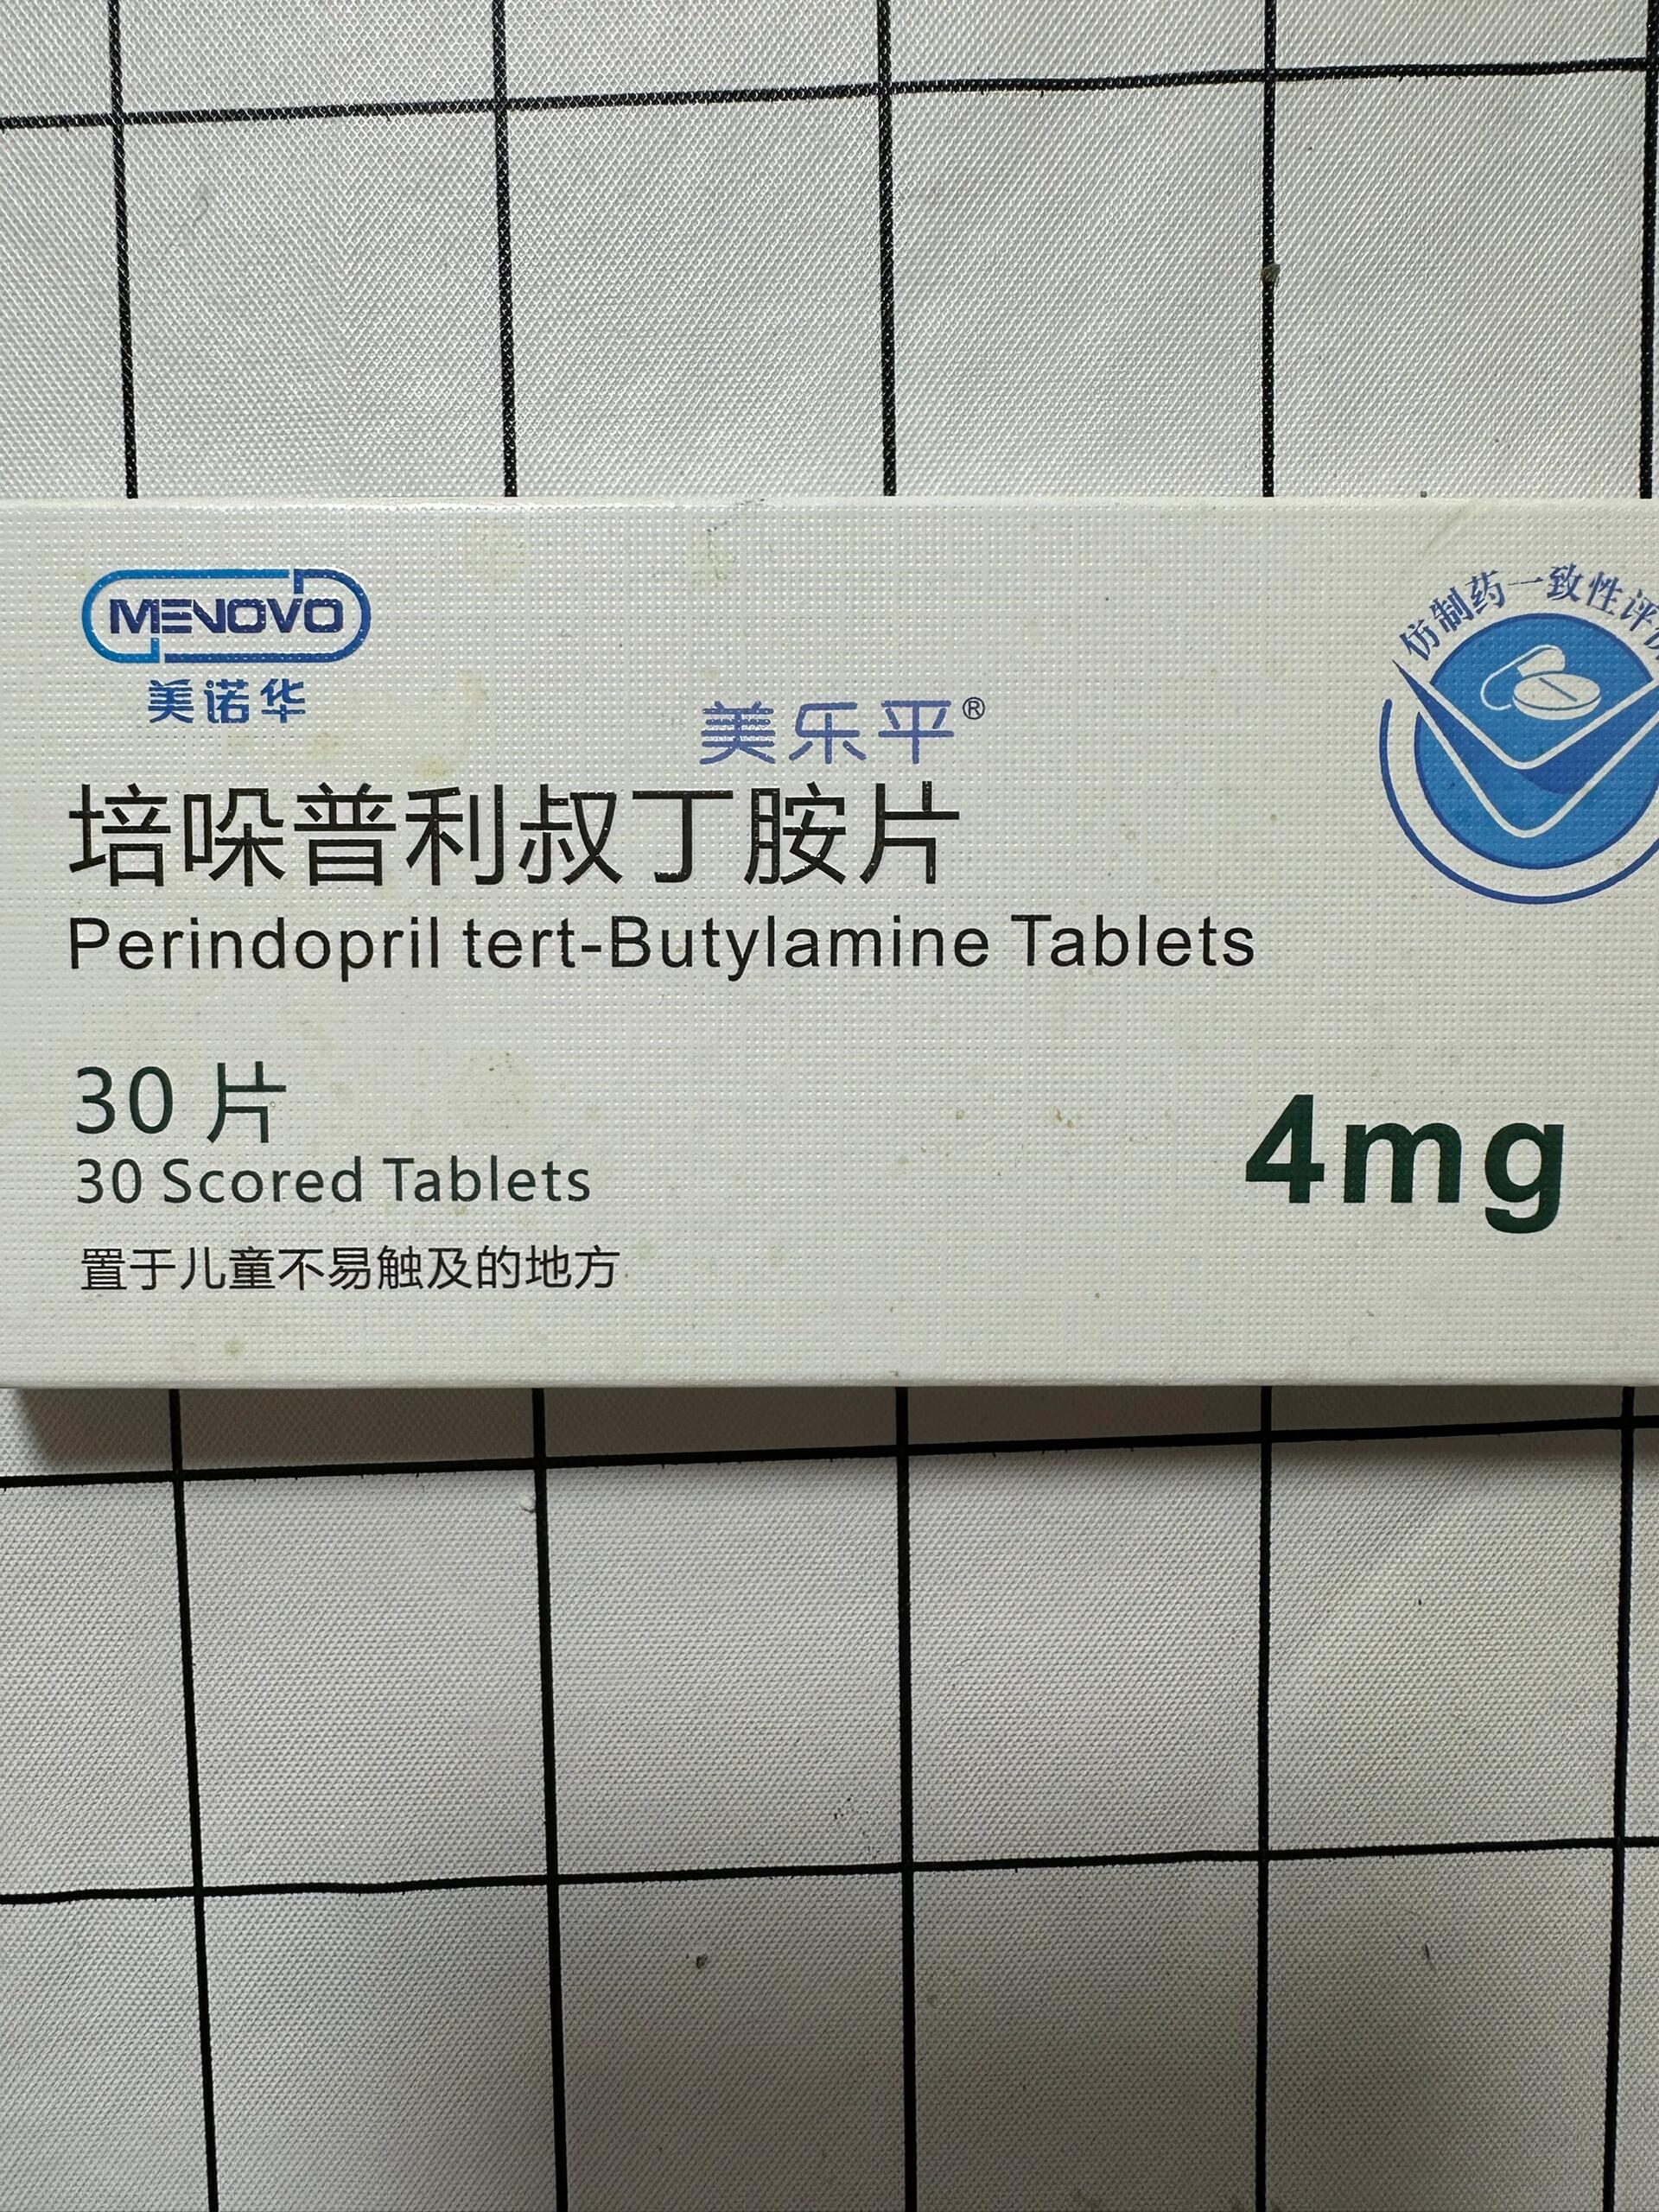 MENOVO
美诺华
仿制药一致性评
美乐平®
培哚普利叔丁胺片
Perindopril tert-Butylamine Tablets
30 片
30 Scored Tablets
4mg
置于儿童不易触及的地方